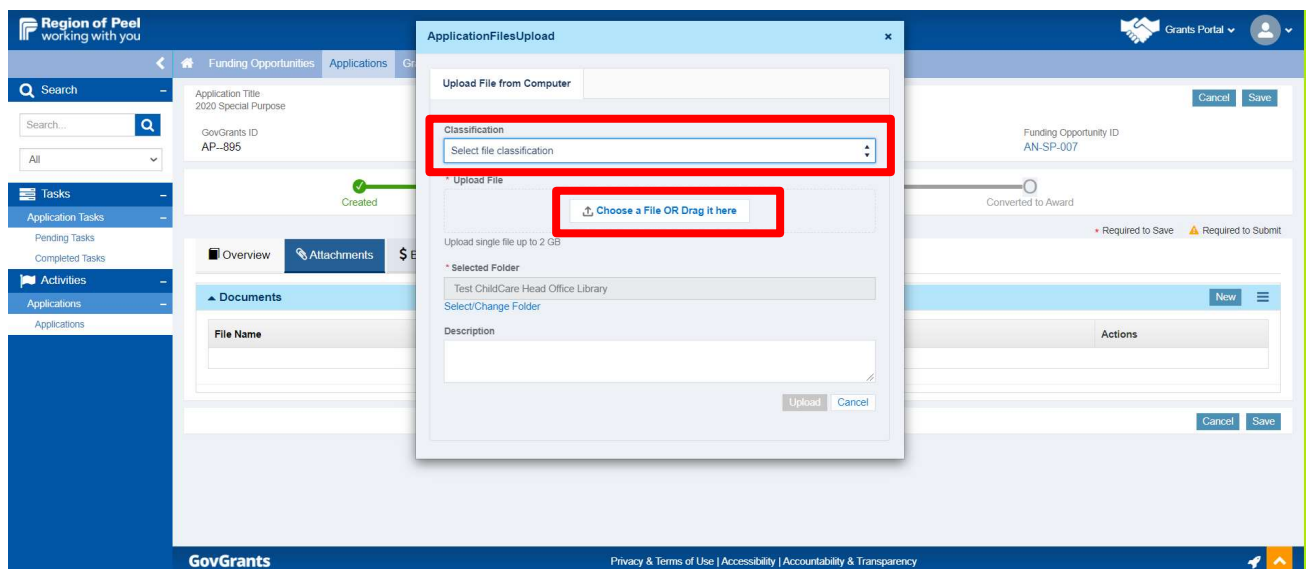 Region of Peel
working with you
Grants Portal
Funding Opportunities Applications Gr
Search
Search...
All
Tasks
Application Tasks
Pending Tasks
Completed Tasks
Activities
Applications
Applications
Application Title
2020 Special Purpose
GovGrants ID
AP--895
Cancel Save
Funding Opportunity ID
AN-SP-007
Created
Converted to Award
* Required to Save Required to Submit
Overview Attachments $
Documents
New
File Name
Actions
Cancel Save
ApplicationFilesUpload
×
Upload File from Computer
Classification
Select file classification
* Upload File
Choose a File OR Drag it here
Upload single file up to 2 GB
* Selected Folder
Test ChildCare Head Office Library
Select/Change Folder
Description
Upload Cancel
GovGrants
Privacy & Terms of Use | Accessibility | Accountability & Transparency